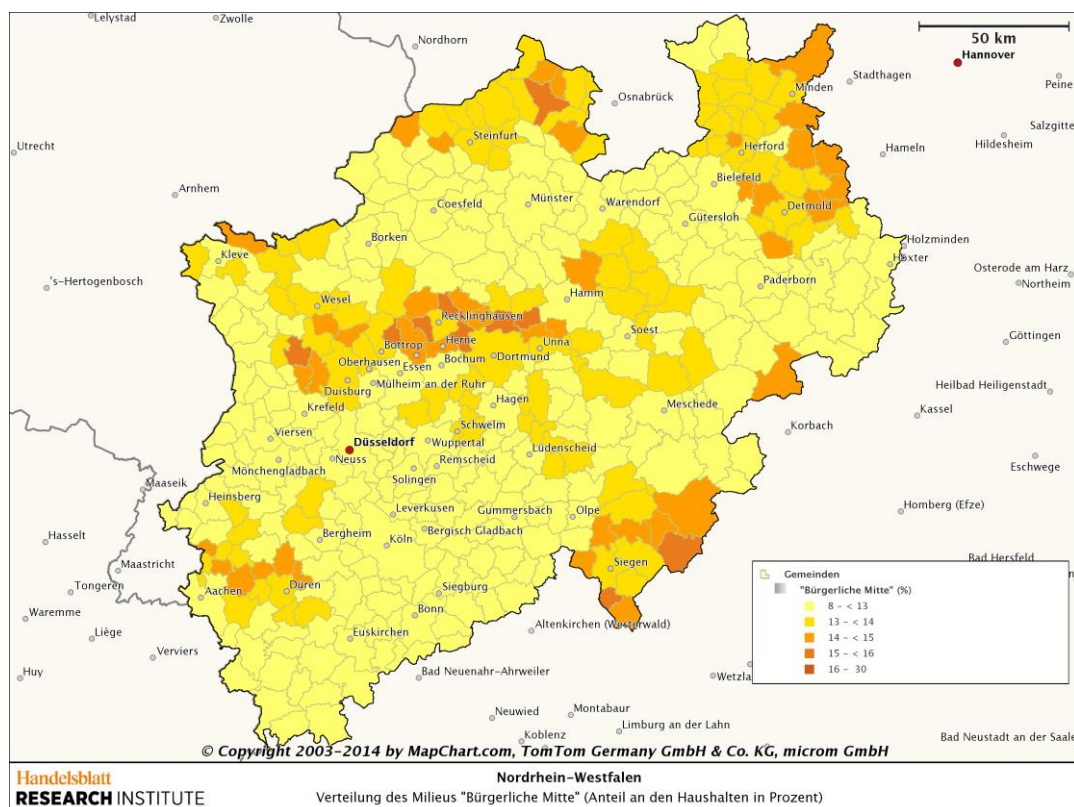 Lelystad
Zwolle
Nordhorn
50 km
Hannover
Stadthagen
Peine
Osnabrück
Minden
Salzgitte
Utrecht
Steinfurt
Herford
Hameln
Hildesheim
Arnhem
Bielefeld
Coesfeld
Münster
Warendorf
Detmold
Gütersloh
Borken
Kleve
Holzminden
Höxter
's-Hertogenbosch
Osterode am Harz
Northeim
Paderborn
Wesel
Hamm
Recklinghausen
Soest
Göttingen
Bottrop
Herne
Unna
Oberhausen
Bochum
Dortmund
Essen
Mülheim an der Ruhr
Heilbad Heiligenstadt
Duisburg
Hagen
Krefeld
Meschede
Kassel
Viersen
Schwelm
Korbach
Düsseldorf
Wuppertal
Lüdenscheid
Mönchengladbach
Neuss
Remscheid
Eschwege
Solingen
Maaseik
Heinsberg
Leverkusen
Gummersbach
Olpe
Homberg (Efze)
Hasselt
Bergheim
Köln
Bergisch Gladbach
Bad Hersfeld
Maastricht
Siegen
Tongeren
Aachen
Düren
Siegburg
Waremme
Bonn
Liège
Euskirchen
Altenkirchen (Westerwald)
Verviers
Huy
Bad Neuenahr-Ahrweiler
Wetzla
Neuwied
Montabaur
Limburg an der Lahn
Koblenz
Bad Neustadt an der Saale
Gemeinden
"Bürgerliche Mitte" (%)
8 - < 13
13 - < 14
14 - < 15
15 - < 16
16 - 30
© Copyright 2003-2014 by MapChart.com, TomTom Germany GmbH & Co. KG, microm GmbH
Handelsblatt
RESEARCH INSTITUTE
Nordrhein-Westfalen
Verteilung des Milieus "Bürgerliche Mitte" (Anteil an den Haushalten in Prozent)